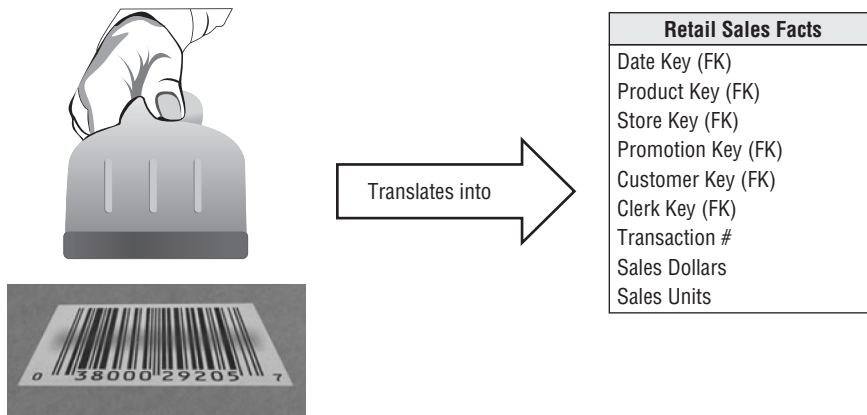 Translates into
Retail Sales Facts
Date Key (FK)
Product Key (FK)
Store Key (FK)
Promotion Key (FK)
Customer Key (FK)
Clerk Key (FK)
Transaction #
Sales Dollars
Sales Units
0 38000 29205 7